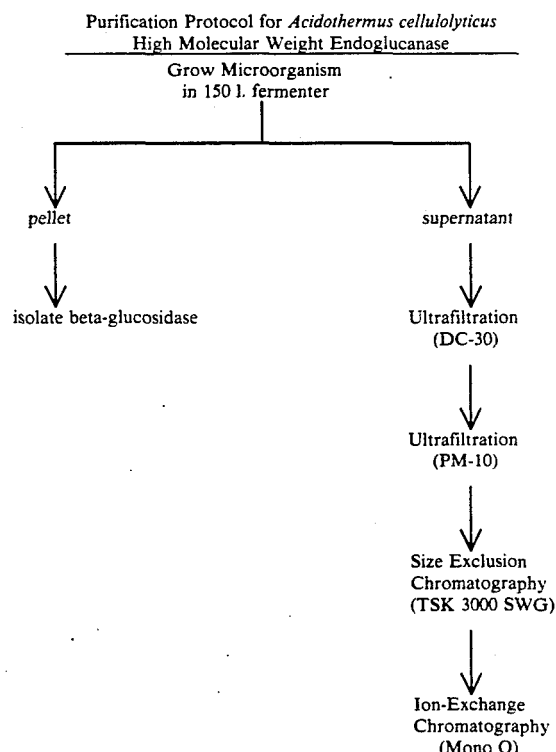 Purification Protocol for Acidothermus cellulolyticus
High Molecular Weight Endoglucanase
Grow Microorganism
in 150 l. fermenter
pellet
supernatant
isolate beta-glucosidase
Ultrafiltration
(DC-30)
Ultrafiltration
(PM-10)
Size Exclusion
Chromatography
(TSK 3000 SWG)
Ion-Exchange
Chromatography
(Mono Q)